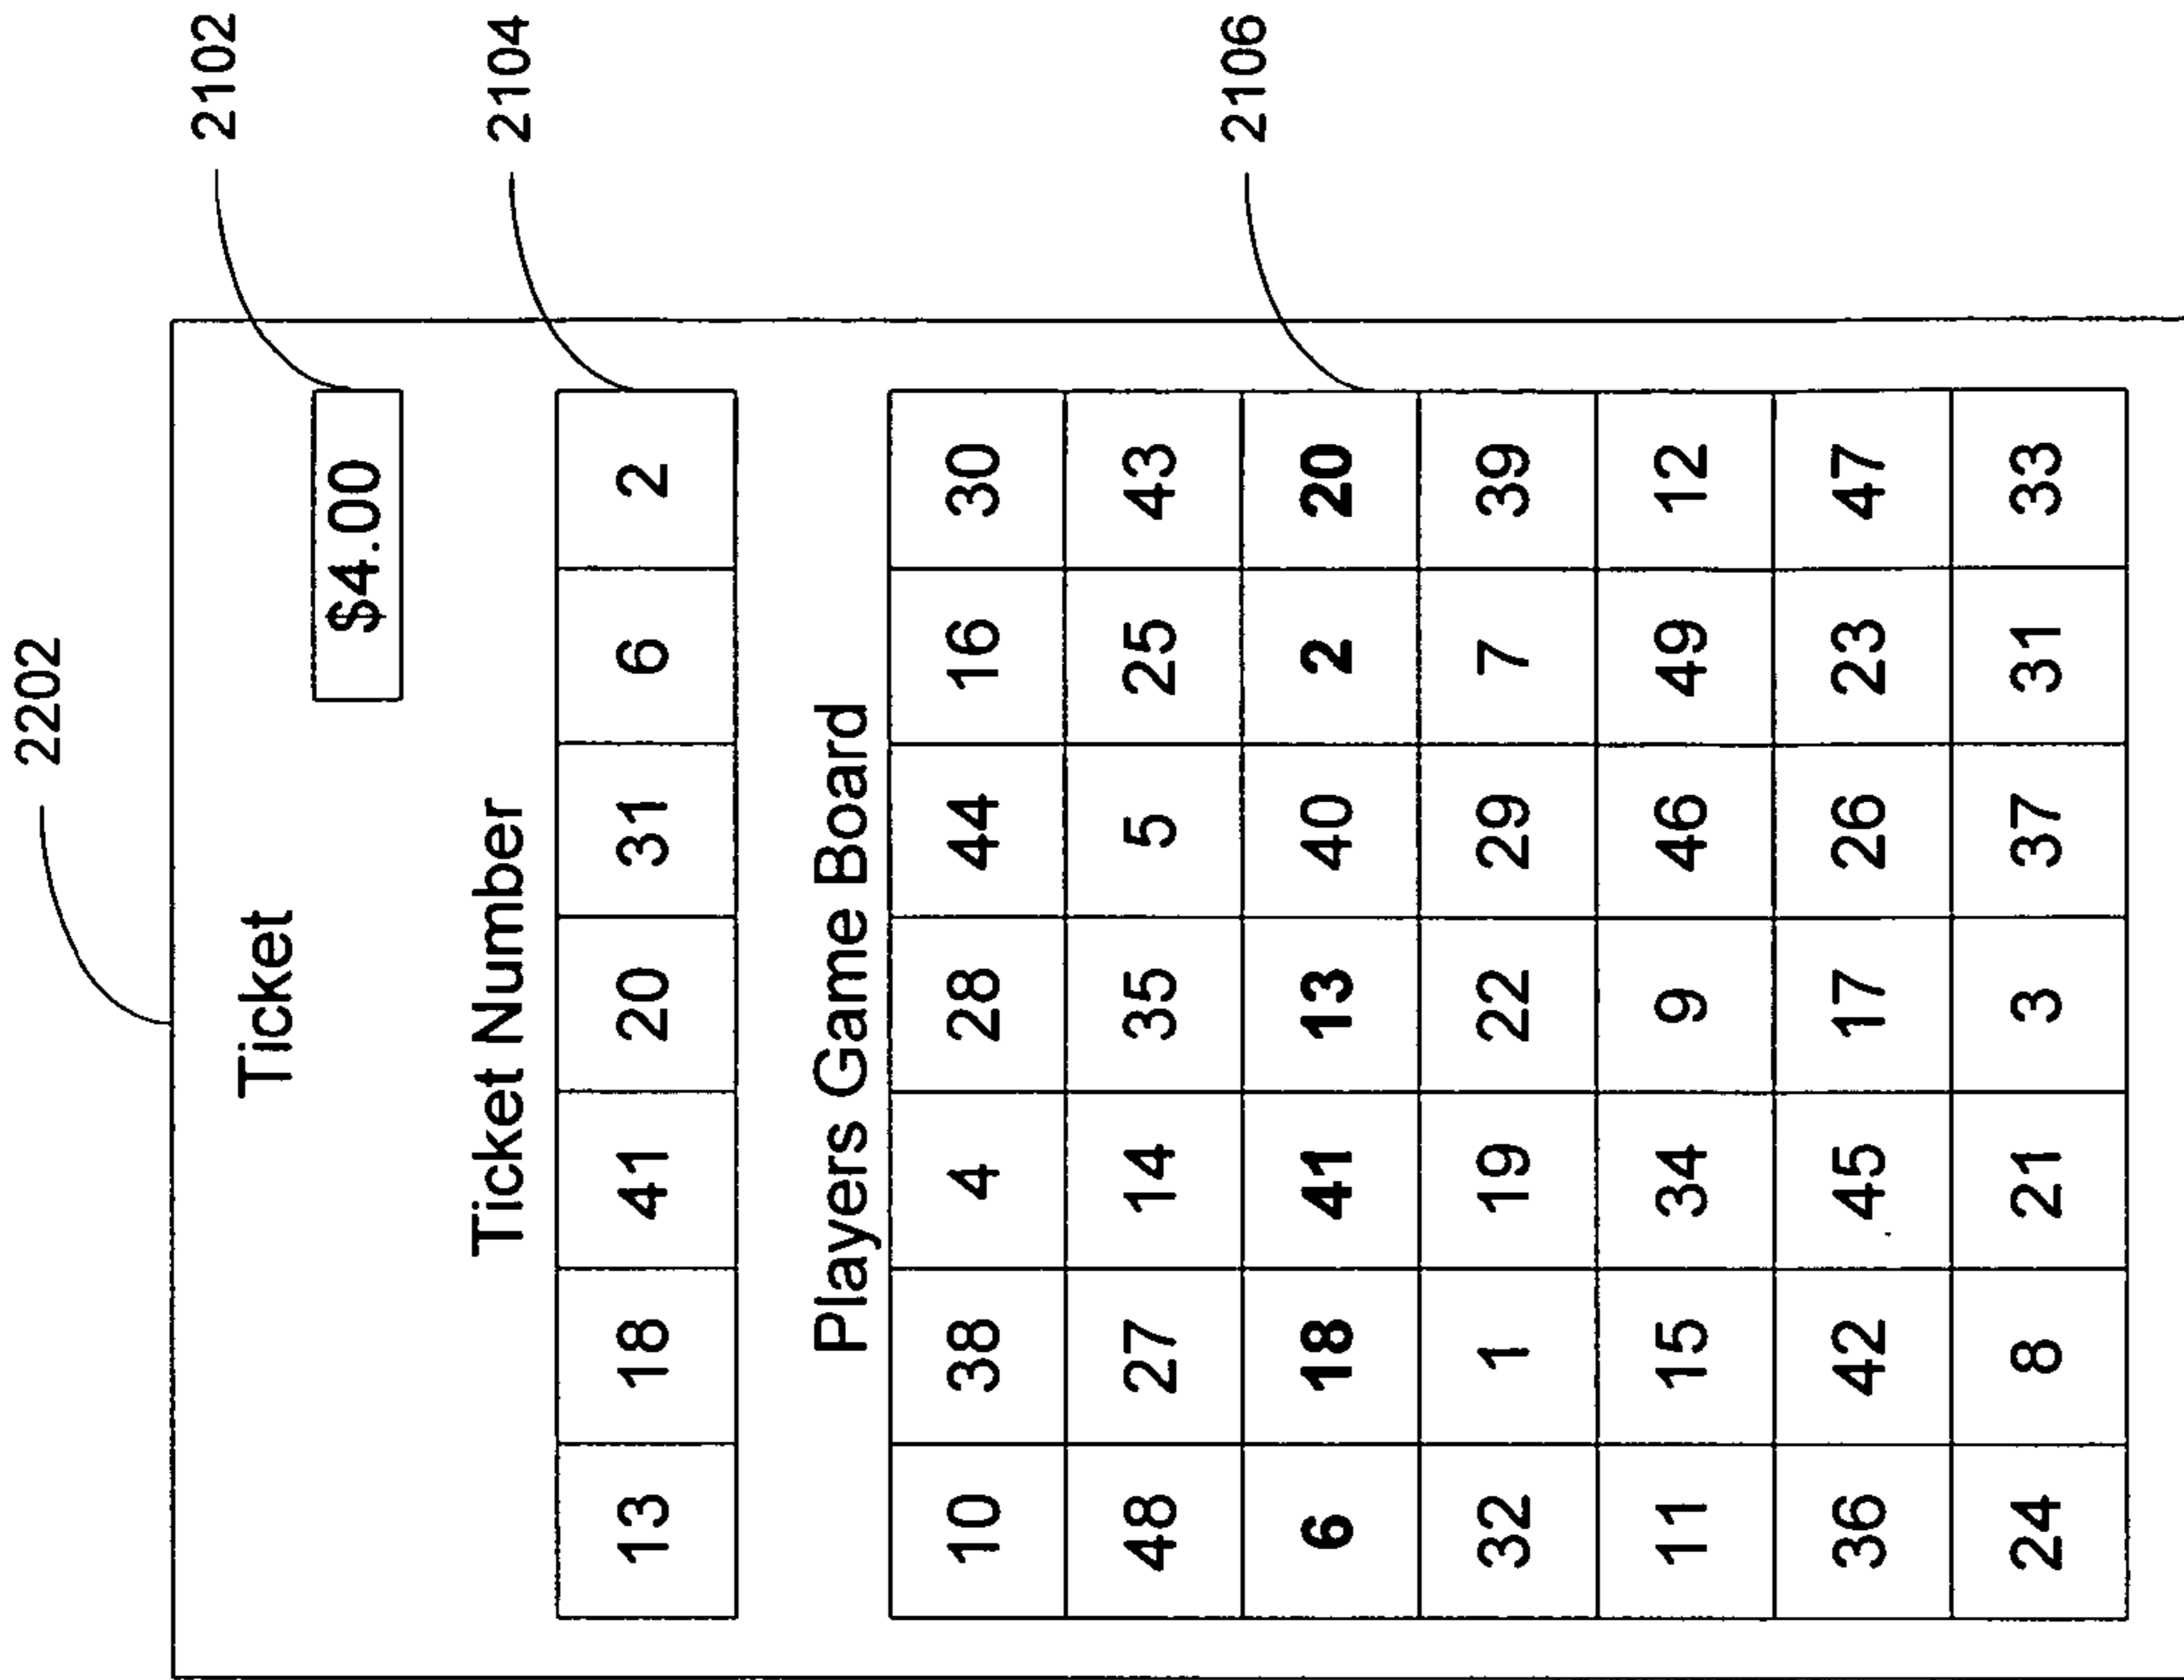 2202
Ticket
2102
$4.00
Ticket Number
2104
13 18 41 20 31 6 2
Players Game Board
10 38 4 28 44 16 30
48 27 14 35 5 25 43
2106
6 18 41 13 40 2 20
32 1 19 22 29 7 39
11 15 34 9 46 49 12
36 42 45 17 26 23 47
24 8 21 3 37 31 33